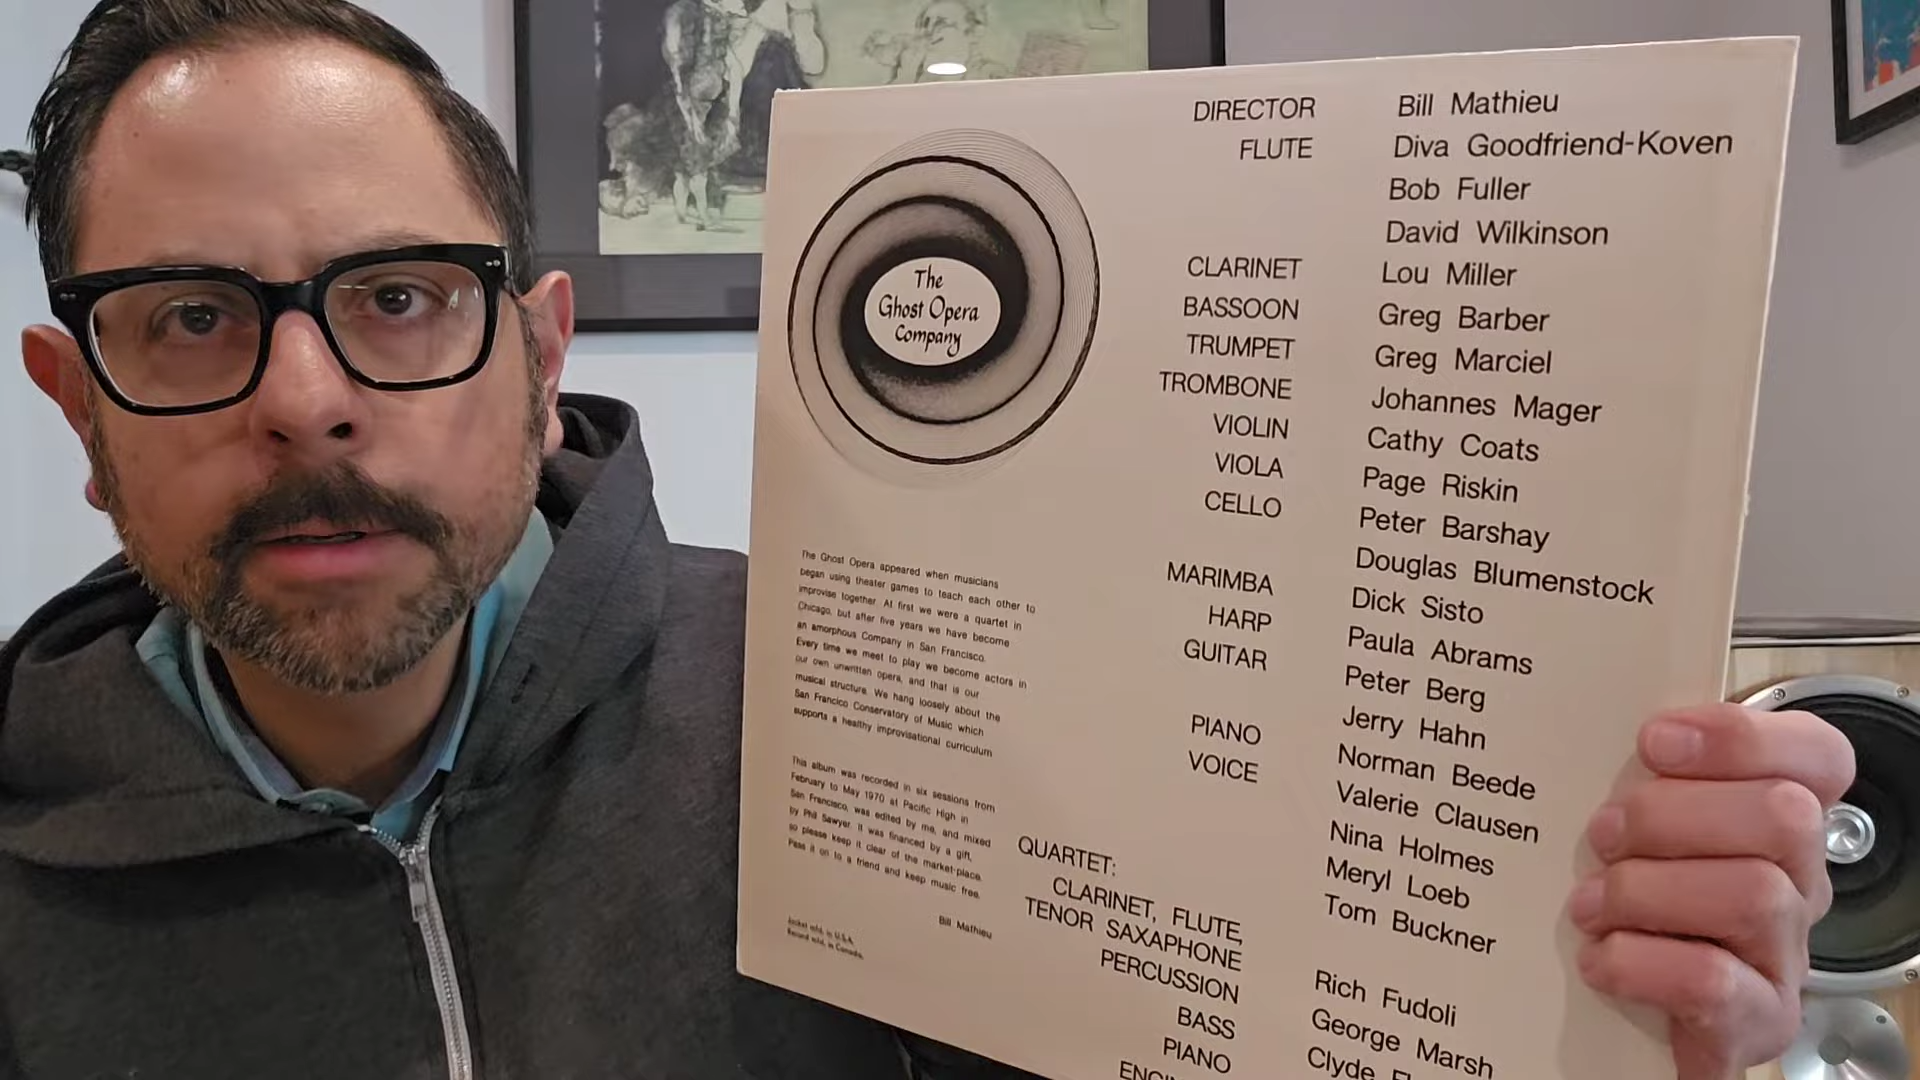 The
Ghost Opera
Company
DIRECTOR Bill Mathieu
FLUTE Diva Goodfriend-Koven
Bob Fuller
David Wilkinson
CLARINET Lou Miller
BASSOON Greg Barber
TRUMPET Greg Marciel
TROMBONE Johannes Mager
VIOLIN Cathy Coats
VIOLA Page Riskin
CELLO Peter Barshay
Douglas Blumenstock
MARIMBA Dick Sisto
HARP Paula Abrams
GUITAR Peter Berg
Jerry Hahn
PIANO Norman Beede
VOICE Valerie Clausen
Nina Holmes
Meryl Loeb
Tom Buckner
QUARTET:
CLARINET, FLUTE,
TENOR SAXAPHONE Rich Fudoli
PERCUSSION George Marsh
BASS Clyde
PIANO
The Ghost Opera appeared when musicians
began using theater games to teach each other to
improvise together. At first we were a quartet in
Chicago, but after five years we have become
an amorphous Company in San Francisco.
Every time we meet to play we become actors in
our own unwritten opera, and that is our
musical structure. We hang loosely about the
San Francico Conservatory of Music which
supports a healthy improvisational curriculum
This album was recorded in six sessions from
February to May 1970 at Pacific High in
San Francisco, was edited by me, and mixed
by Phil Sawyer. It was financed by a gift,
so please keep it clear of the market-place.
Pass it on to a friend and keep music free.
Bill Mathieu
Jacket mfd. in U.S.A.
Record mfd. in Canada.